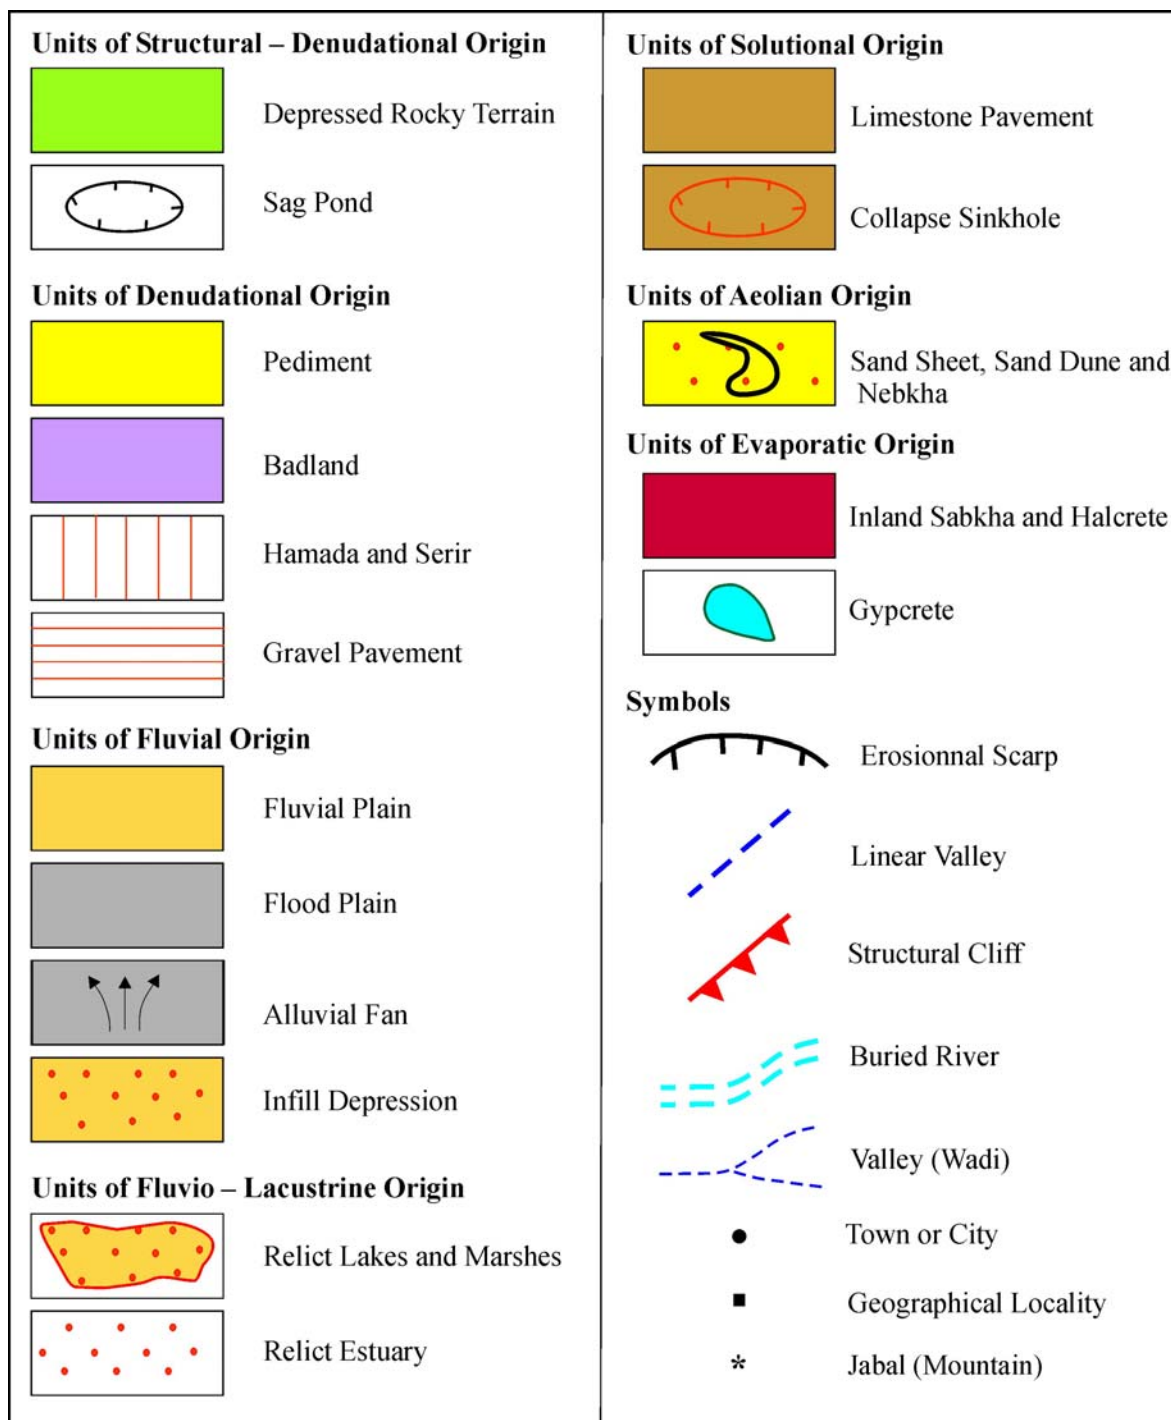 Units of Structural – Denudational Origin
Depressed Rocky Terrain
Sag Pond
Units of Denudational Origin
Pediment
Badland
Hamada and Serir
Gravel Pavement
Units of Fluvial Origin
Fluvial Plain
Flood Plain
Alluvial Fan
Infill Depression
Units of Fluvio – Lacustrine Origin
Relict Lakes and Marshes
Relict Estuary
Units of Solutional Origin
Limestone Pavement
Collapse Sinkhole
Units of Aeolian Origin
Sand Sheet, Sand Dune and
Nebkha
Units of Evaporatic Origin
Inland Sabkha and Halcrete
Gypcrete
Symbols
Erosionnal Scarp
Linear Valley
Structural Cliff
Buried River
Valley (Wadi)
Town or City
Geographical Locality
Jabal (Mountain)